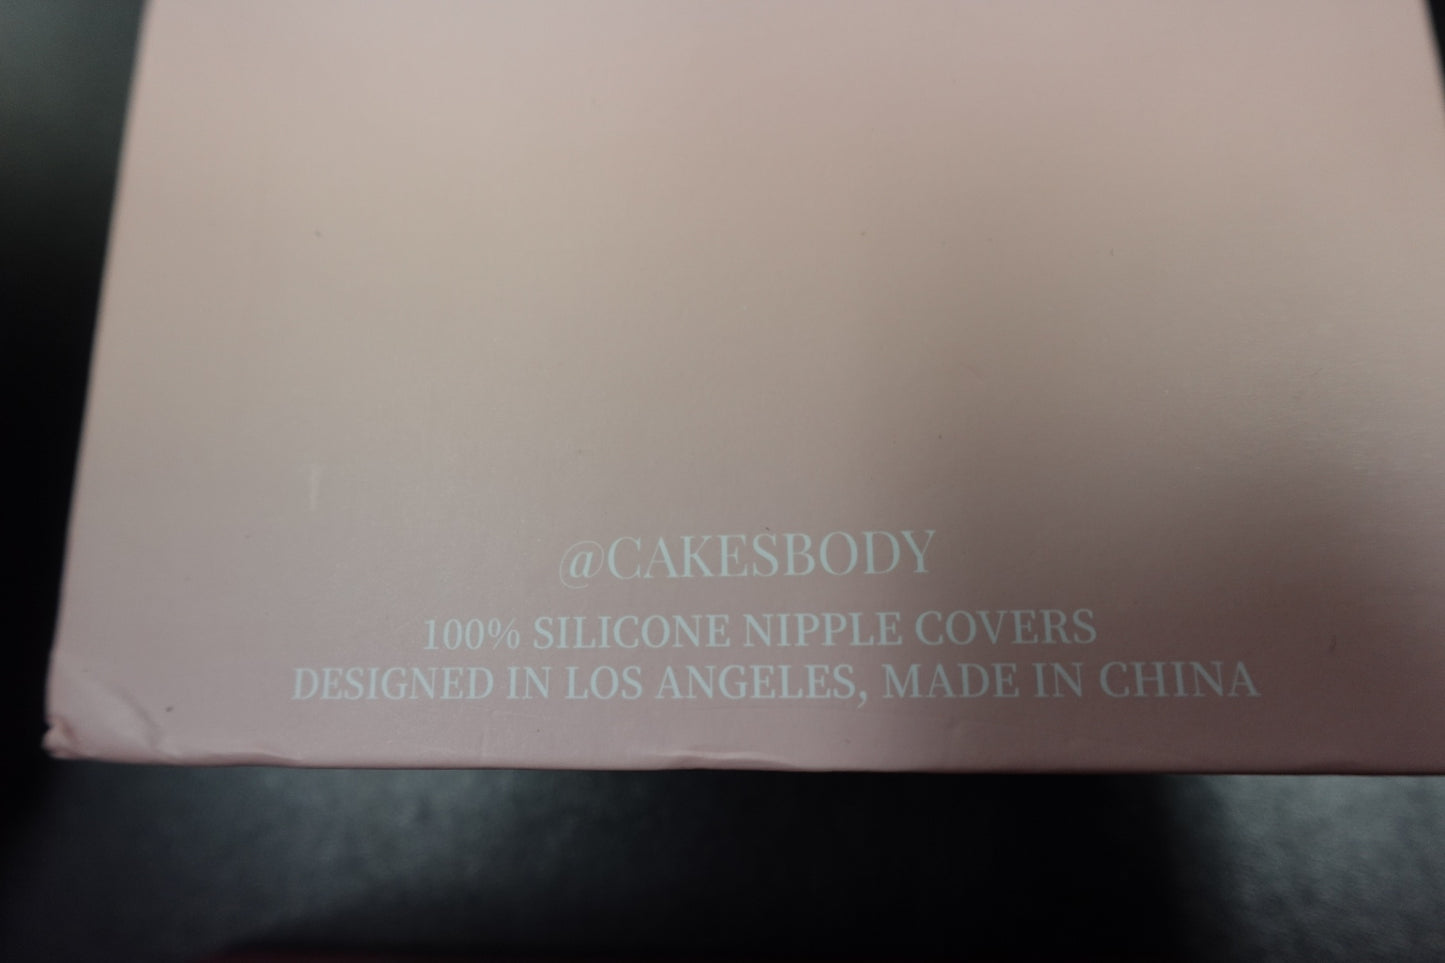 @CAKESBODY
100% SILICONE NIPPLE COVERS
DESIGNED IN LOS ANGELES, MADE IN CHINA